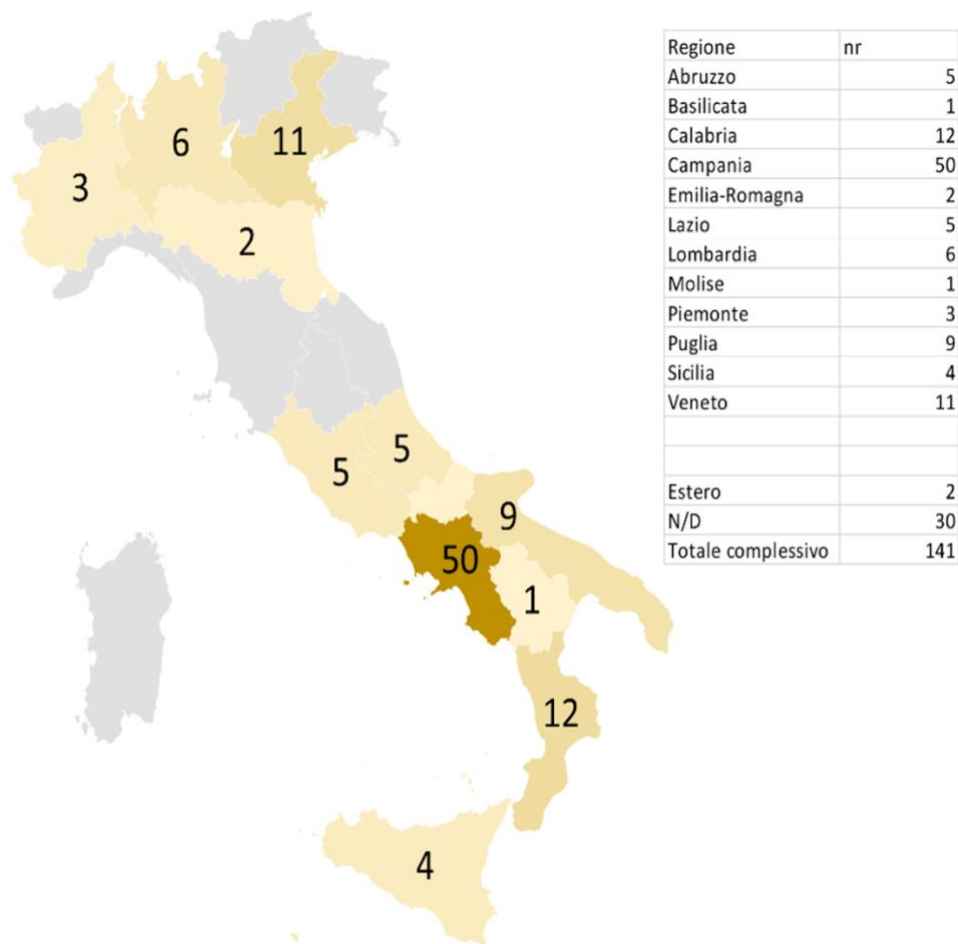 6
11
3
2
5
5
9
50
1
12
4
Regione nr
Abruzzo 5
Basilicata 1
Calabria 12
Campania 50
Emilia-Romagna 2
Lazio 5
Lombardia 6
Molise 1
Piemonte 3
Puglia 9
Sicilia 4
Veneto 11
Estero 2
N/D 30
Totale complessivo 141